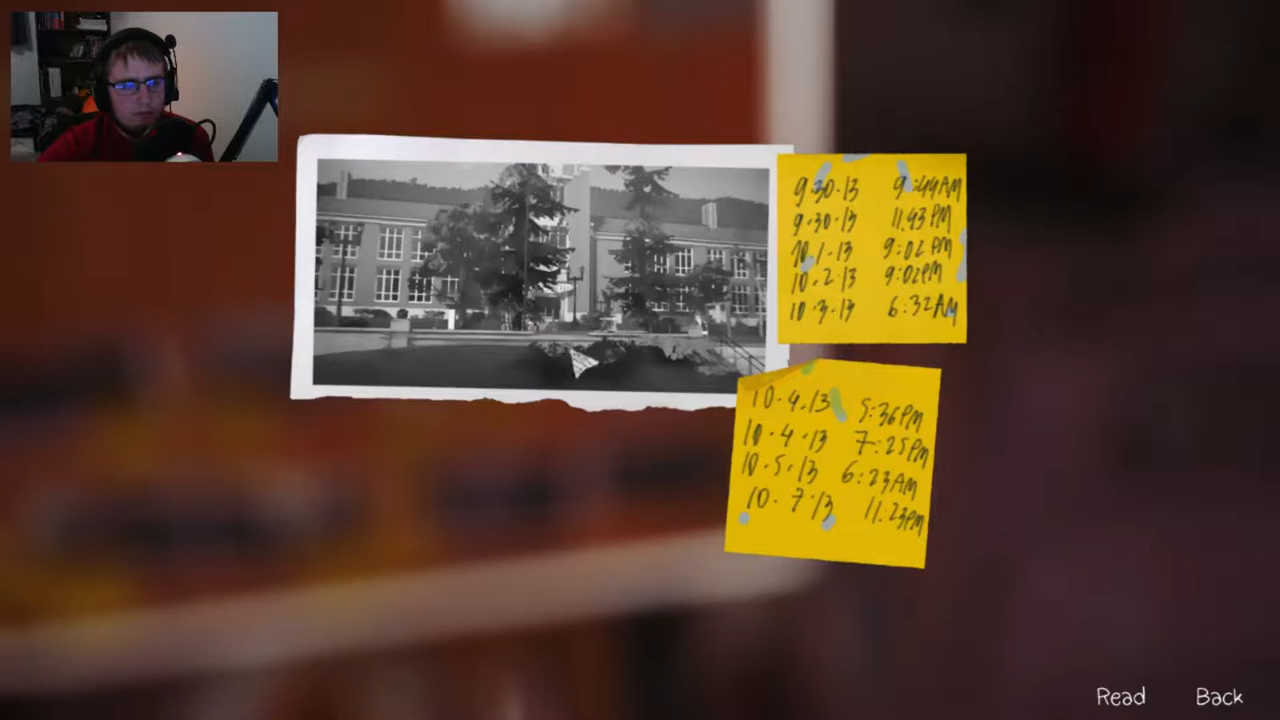 9-30-13 9:49AM
9-30-13 11:43PM
10-1-13 9:02PM
10-2-13 9:02PM
10-3-13 6:32AM
10-4-13 5:36PM
10-4-13 7:25PM
10-5-13 6:23AM
10-7-13 11:23PM
Read Back